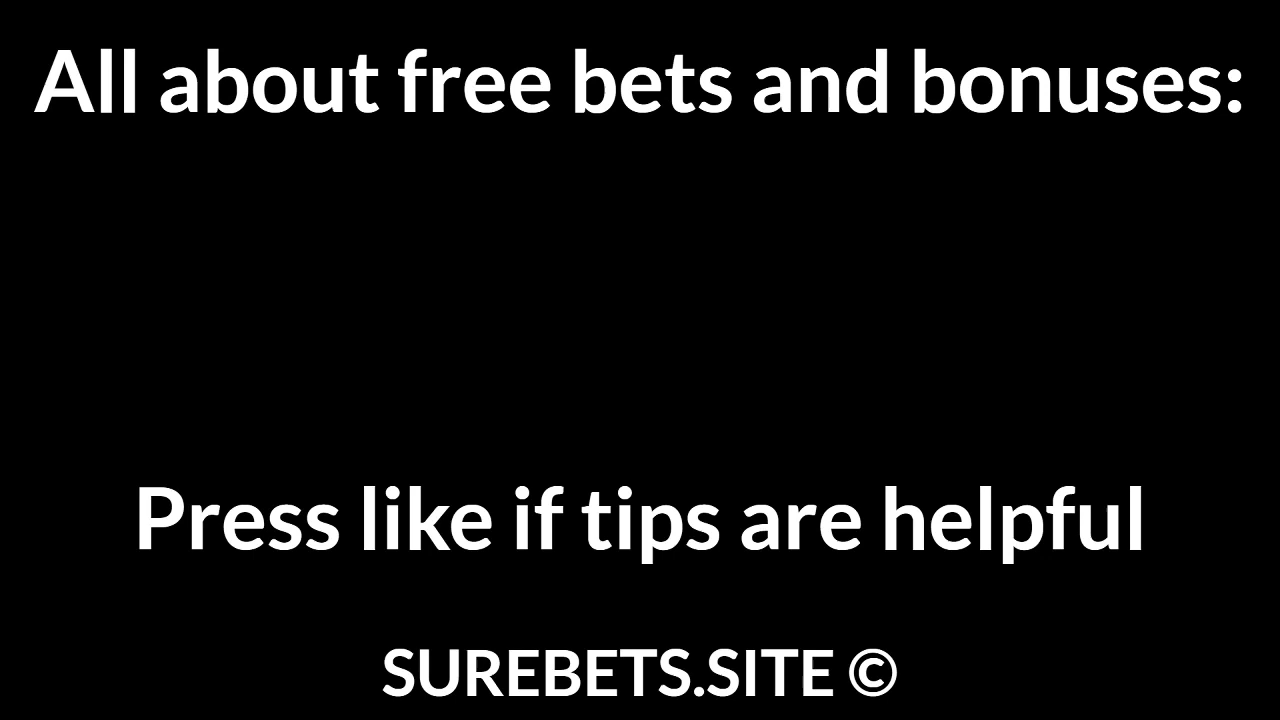 All about free bets and bonuses:
Press like if tips are helpful
SUREBETS.SITE ©